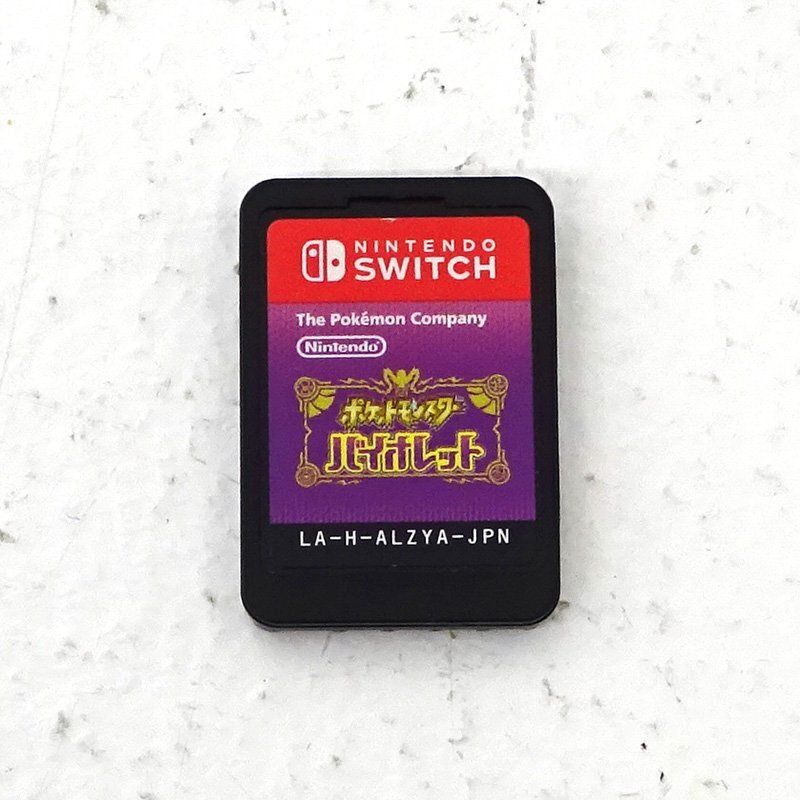 NINTENDO
SWITCH
The Pokémon Company
Nintendo
ポケットモンスター
バイオレット
LA-H-ALZYA-JPN